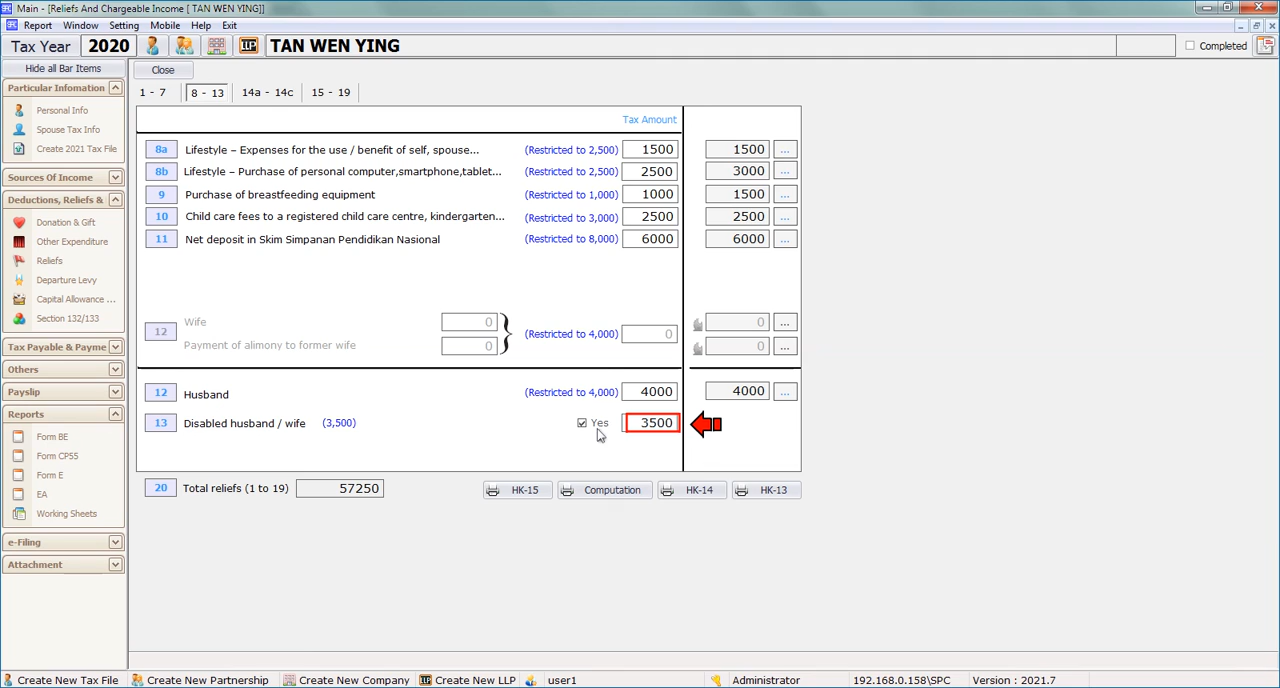 Main - [Reliefs And Chargeable Income [ TAN WEN YING]]
Report Window Setting Mobile Help Exit
Tax Year 2020 ILP TAN WEN YING Completed
Hide all Bar Items
Particular Infomation
Personal Info
Spouse Tax Info
Create 2021 Tax File
Sources Of Income
Deductions, Reliefs &
Donation & Gift
Other Expenditure
Reliefs
Departure Levy
Capital Allowance ...
Section 132/133
Tax Payable & Payme
Others
Payslip
Reports
Form BE
Form CP55
Form E
EA
Working Sheets
e-Filing
Attachment
Close
1 - 7 8 - 13 14a - 14c 15 - 19
Tax Amount
8a Lifestyle – Expenses for the use / benefit of self, spouse... (Restricted to 2,500) 1500 1500 ...
8b Lifestyle – Purchase of personal computer,smartphone,tablet... (Restricted to 2,500) 2500 3000 ...
9 Purchase of breastfeeding equipment (Restricted to 1,000) 1000 1500 ...
10 Child care fees to a registered child care centre, kindergarten... (Restricted to 3,000) 2500 2500 ...
11 Net deposit in Skim Simpanan Pendidikan Nasional (Restricted to 8,000) 6000 6000 ...
Wife 0 0 ...
12 (Restricted to 4,000) 0
Payment of alimony to former wife 0 0 ...
12 Husband (Restricted to 4,000) 4000 4000 ...
13 Disabled husband / wife (3,500) Yes 3500
20 Total reliefs (1 to 19) 57250 HK-15 Computation HK-14 HK-13
Create New Tax File Create New Partnership Create New Company ILP Create New LLP user1 Administrator 192.168.0.158\SPC Version : 2021.7